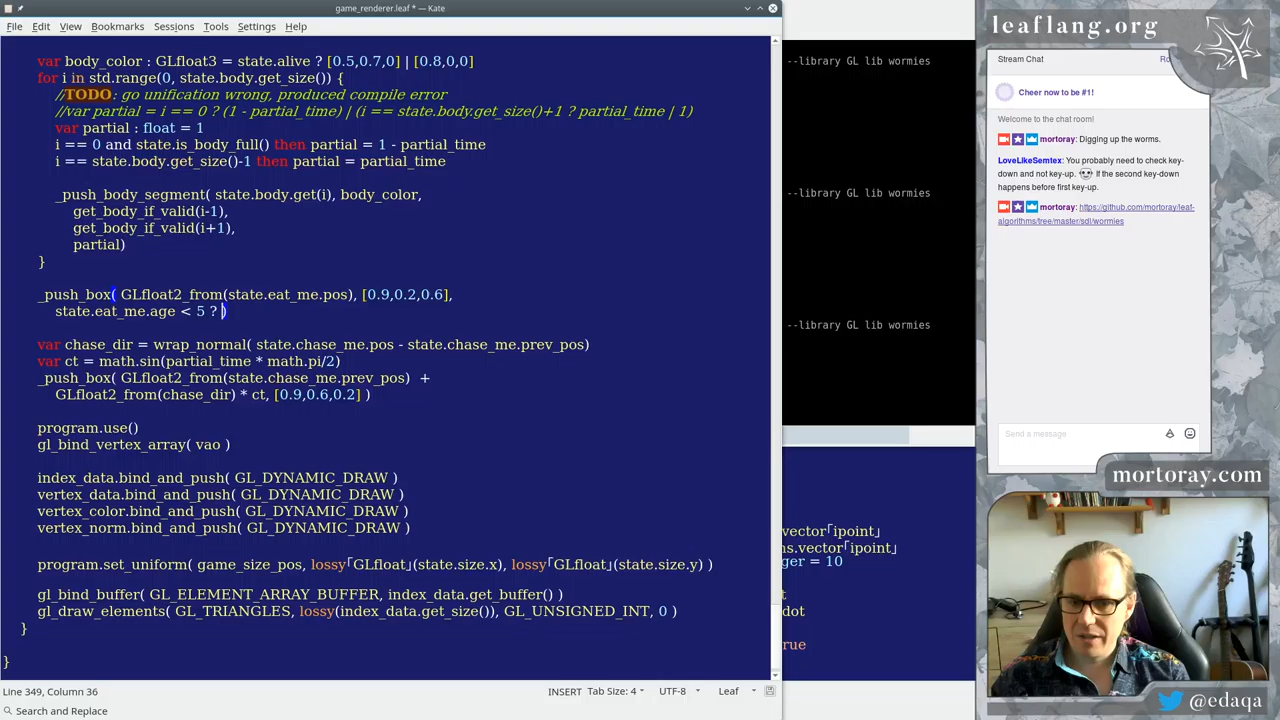 game_renderer.leaf * — Kate
File Edit View Bookmarks Sessions Tools Settings Help
var body_color : GLfloat3 = state.alive ? [0.5,0.7,0] | [0.8,0,0]
for i in std.range(0, state.body.get_size()) {
//TODO: go unification wrong, produced compile error
//var partial = i == 0 ? (1 - partial_time) | (i == state.body.get_size()+1 ? partial_time | 1)
var partial : float = 1
i == 0 and state.is_body_full() then partial = 1 - partial_time
i == state.body.get_size()-1 then partial = partial_time
_push_body_segment( state.body.get(i), body_color,
get_body_if_valid(i-1),
get_body_if_valid(i+1),
partial)
}
_push_box( GLfloat2_from(state.eat_me.pos), [0.9,0.2,0.6],
state.eat_me.age < 5 ? )
var chase_dir = wrap_normal( state.chase_me.pos - state.chase_me.prev_pos)
var ct = math.sin(partial_time * math.pi/2)
_push_box( GLfloat2_from(state.chase_me.prev_pos) +
GLfloat2_from(chase_dir) * ct, [0.9,0.6,0.2] )
program.use()
gl_bind_vertex_array( vao )
index_data.bind_and_push( GL_DYNAMIC_DRAW )
vertex_data.bind_and_push( GL_DYNAMIC_DRAW )
vertex_color.bind_and_push( GL_DYNAMIC_DRAW )
vertex_norm.bind_and_push( GL_DYNAMIC_DRAW )
program.set_uniform( game_size_pos, lossy「GLfloat」(state.size.x), lossy「GLfloat」(state.size.y) )
gl_bind_buffer( GL_ELEMENT_ARRAY_BUFFER, index_data.get_buffer() )
gl_draw_elements( GL_TRIANGLES, lossy(index_data.get_size()), GL_UNSIGNED_INT, 0 )
}
}
Line 349, Column 36
INSERT Tab Size: 4 UTF-8 Leaf
Search and Replace
--library GL lib wormies
--library GL lib wormies
--library GL lib wormies
vector「ipoint」
ns.vector「ipoint」
ger = 10
t
dot
rue
leaflang.org
Stream Chat
Cheer now to be #1!
Welcome to the chat room!
mortoray: Digging up the worms.
LoveLikeSemtex: You probably need to check key-
down and not key-up. If the second key-down
happens before first key-up.
mortoray: https://github.com/mortoray/leaf-
algorithms/tree/master/sdl/wormies
Send a message
mortoray.com
@edaqa